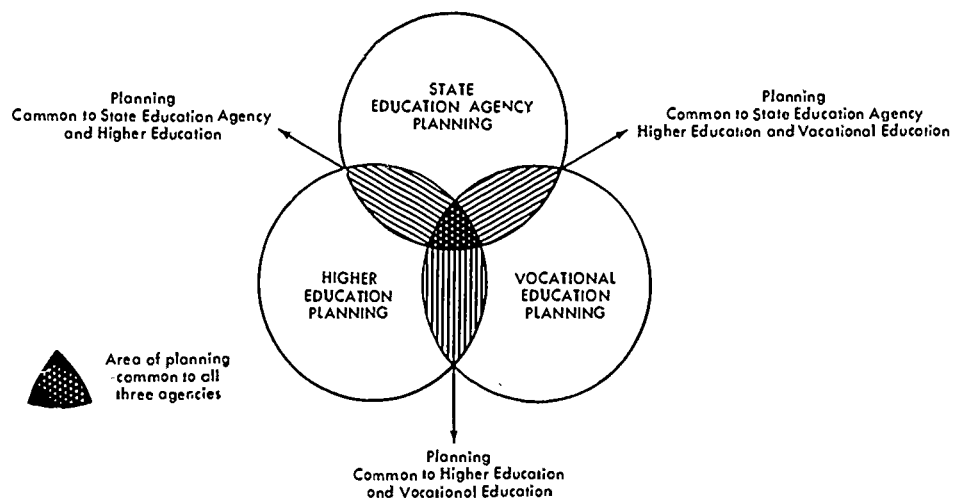 STATE
EDUCATION AGENCY
PLANNING
Planning
Common to State Education Agency
and Higher Education
Planning
Common to State Education Agency
Higher Education and Vacational Education
HIGHER
EDUCATION
PLANNING
VOCATIONAL
EDUCATION
PLANNING
Area of planning
common to all
three agencies
Planning
Common to Higher Education
and Vocational Education